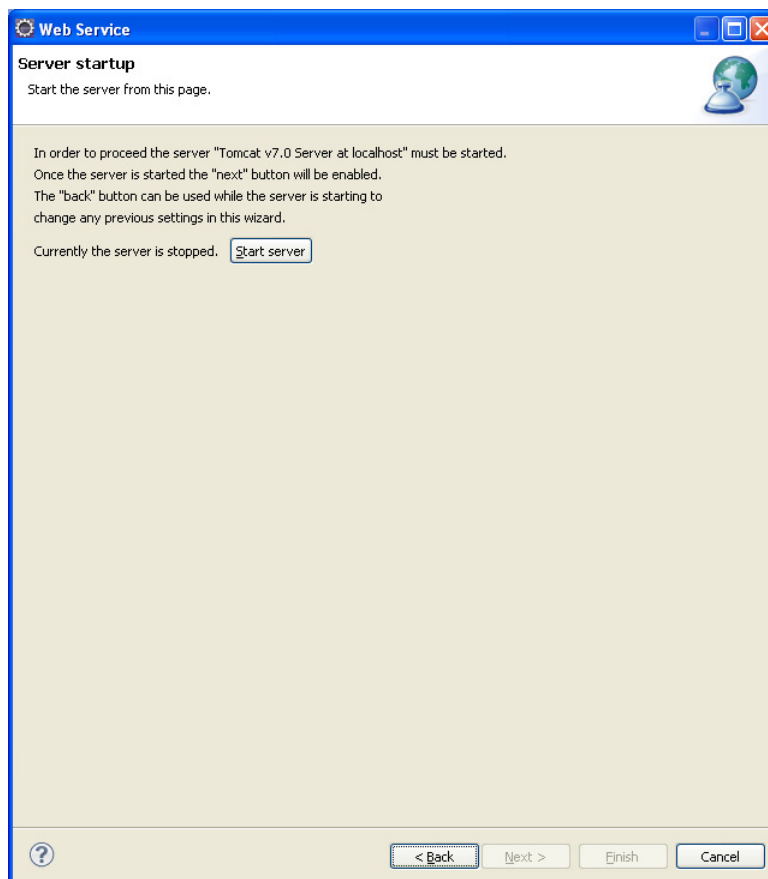 Web Service
Server startup
Start the server from this page.
In order to proceed the server "Tomcat v7.0 Server at localhost" must be started.
Once the server is started the "next" button will be enabled.
The "back" button can be used while the server is starting to
change any previous settings in this wizard.
Currently the server is stopped. Start server
? < Back Next > Finish Cancel